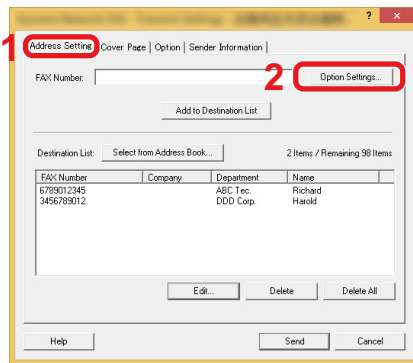 ? x
1
Address Setting Cover Page Option Sender Information
2
FAX Number: Option Settings...
Add to Destination List
Destination List: Select from Address Book... 2 Items / Remaining 98 Items
FAX Number Company Department Name
6789012345 ABC Tec. Richard
3456789012 DDD Corp. Harold
Edit... Delete Delete All
Help Send Cancel